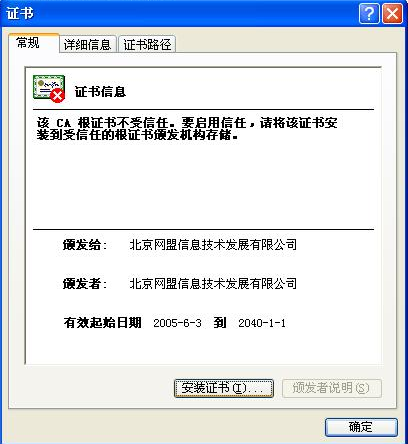 证书
常规
详细信息
证书路径
证书信息
该 CA 根证书不受信任。要启用信任，请将该证书安
装到受信任的根证书颁发机构存储。
颁发给: 北京网盟信息技术发展有限公司
颁发者: 北京网盟信息技术发展有限公司
有效起始日期 2005-6-3 到 2040-1-1
安装证书(I)...
颁发者说明(S)
确定